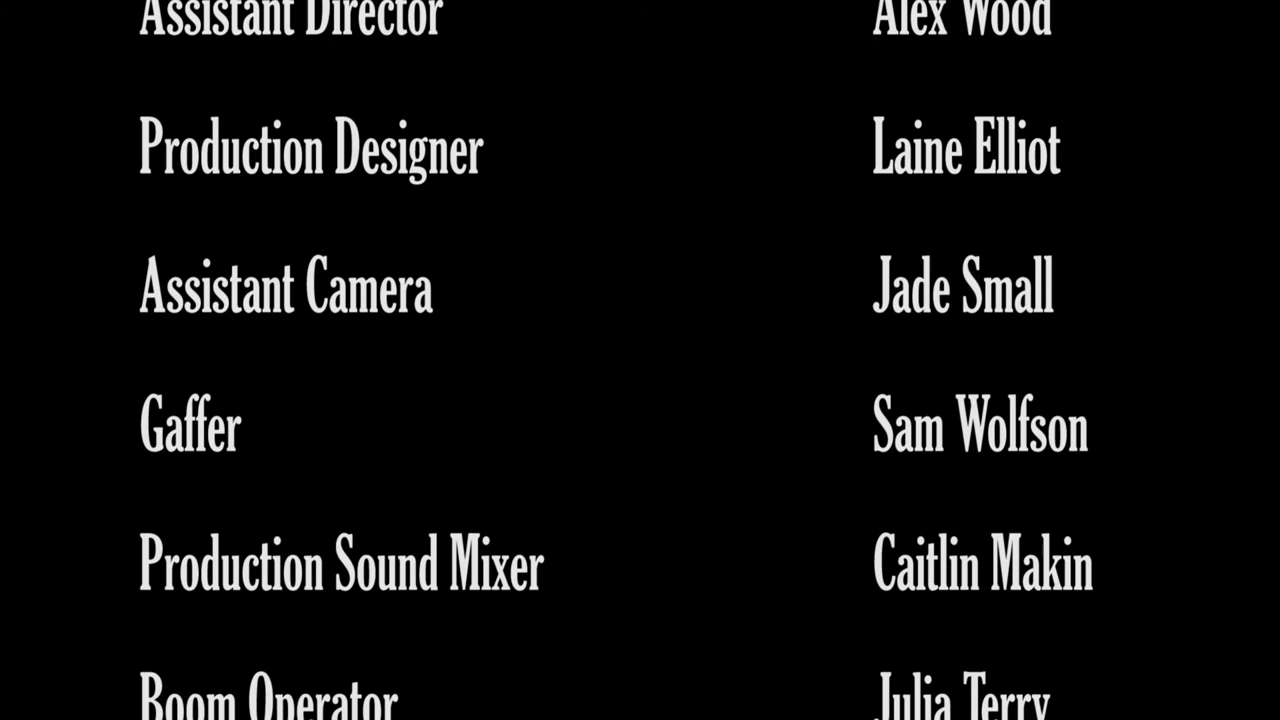 Assistant Director Alex Wood
Production Designer Laine Elliot
Assistant Camera Jade Small
Gaffer Sam Wolfson
Production Sound Mixer Caitlin Makin
Boom Operator Julia Terry